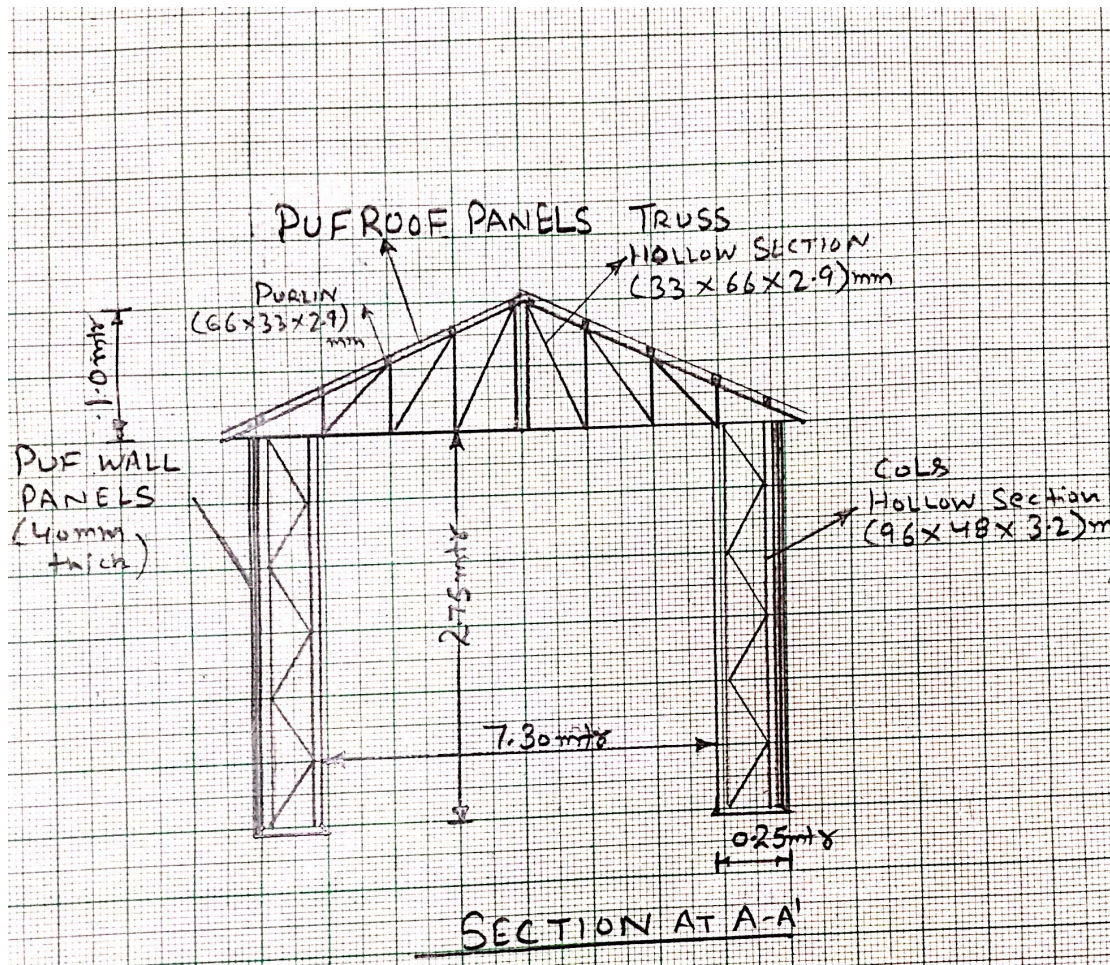 PUF ROOF PANELS
TRUSS
HOLLOW SECTION
(33 x 66 x 2.9)mm
PURLIN
(66x33x2.9)
mm
1.0mtr
PUF WALL
PANELS
(40mm
thick)
COLS
HOLLOW Section
(96 x 48 x 3.2)m
2.75mtr
7.30mtr
0.25mtr
SECTION AT A-A'